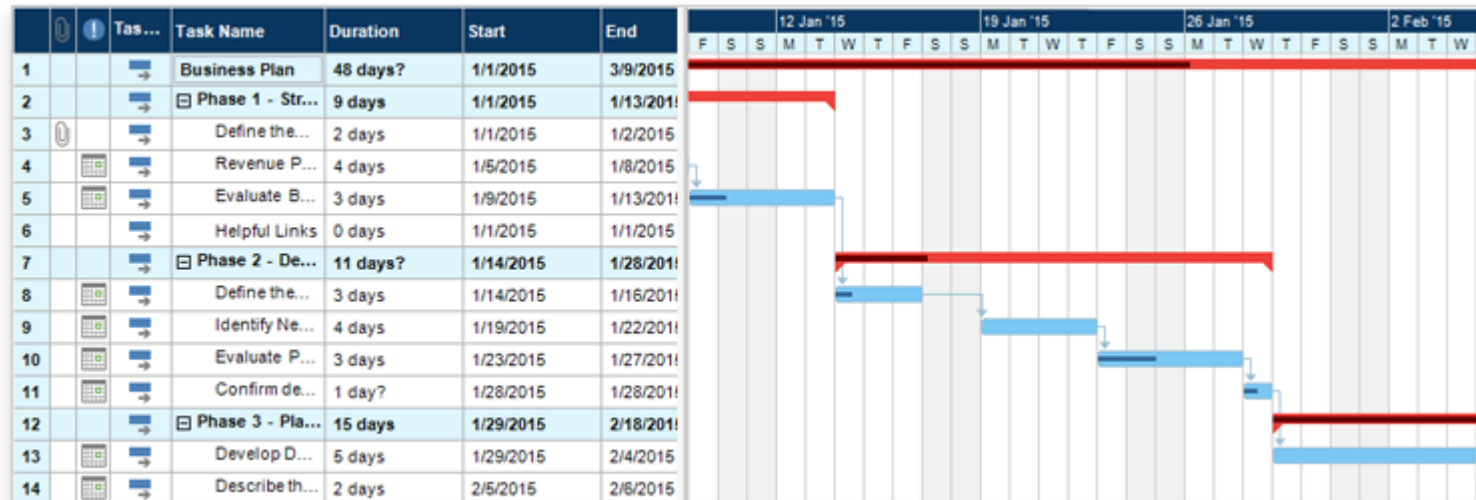 12 Jan '15 19 Jan '15 26 Jan '15 2 Feb '15
Tas... Task Name Duration Start End F S S M T W T F S S M T W T F S S M T W T F S S M T W
1 Business Plan 48 days? 1/1/2015 3/9/2015
2 Phase 1 - Str... 9 days 1/1/2015 1/13/201
3 Define the... 2 days 1/1/2015 1/2/2015
4 Revenue P... 4 days 1/5/2015 1/8/2015
5 Evaluate B... 3 days 1/9/2015 1/13/201
6 Helpful Links 0 days 1/1/2015 1/1/2015
7 Phase 2 - De... 11 days? 1/14/2015 1/28/201
8 Define the... 3 days 1/14/2015 1/16/201
9 Identify Ne... 4 days 1/19/2015 1/22/201
10 Evaluate P... 3 days 1/23/2015 1/27/201
11 Confirm de... 1 day? 1/28/2015 1/28/201
12 Phase 3 - Pla... 15 days 1/29/2015 2/18/201
13 Develop D... 5 days 1/29/2015 2/4/2015
14 Describe th... 2 days 2/5/2015 2/6/2015